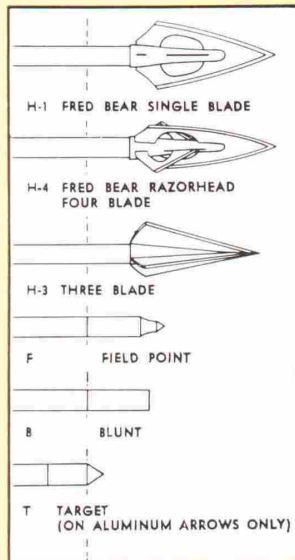 H-1 FRED BEAR SINGLE BLADE
H-4 FRED BEAR RAZORHEAD
FOUR BLADE
H-3 THREE BLADE
F FIELD POINT
B BLUNT
T TARGET
(ON ALUMINUM ARROWS ONLY)